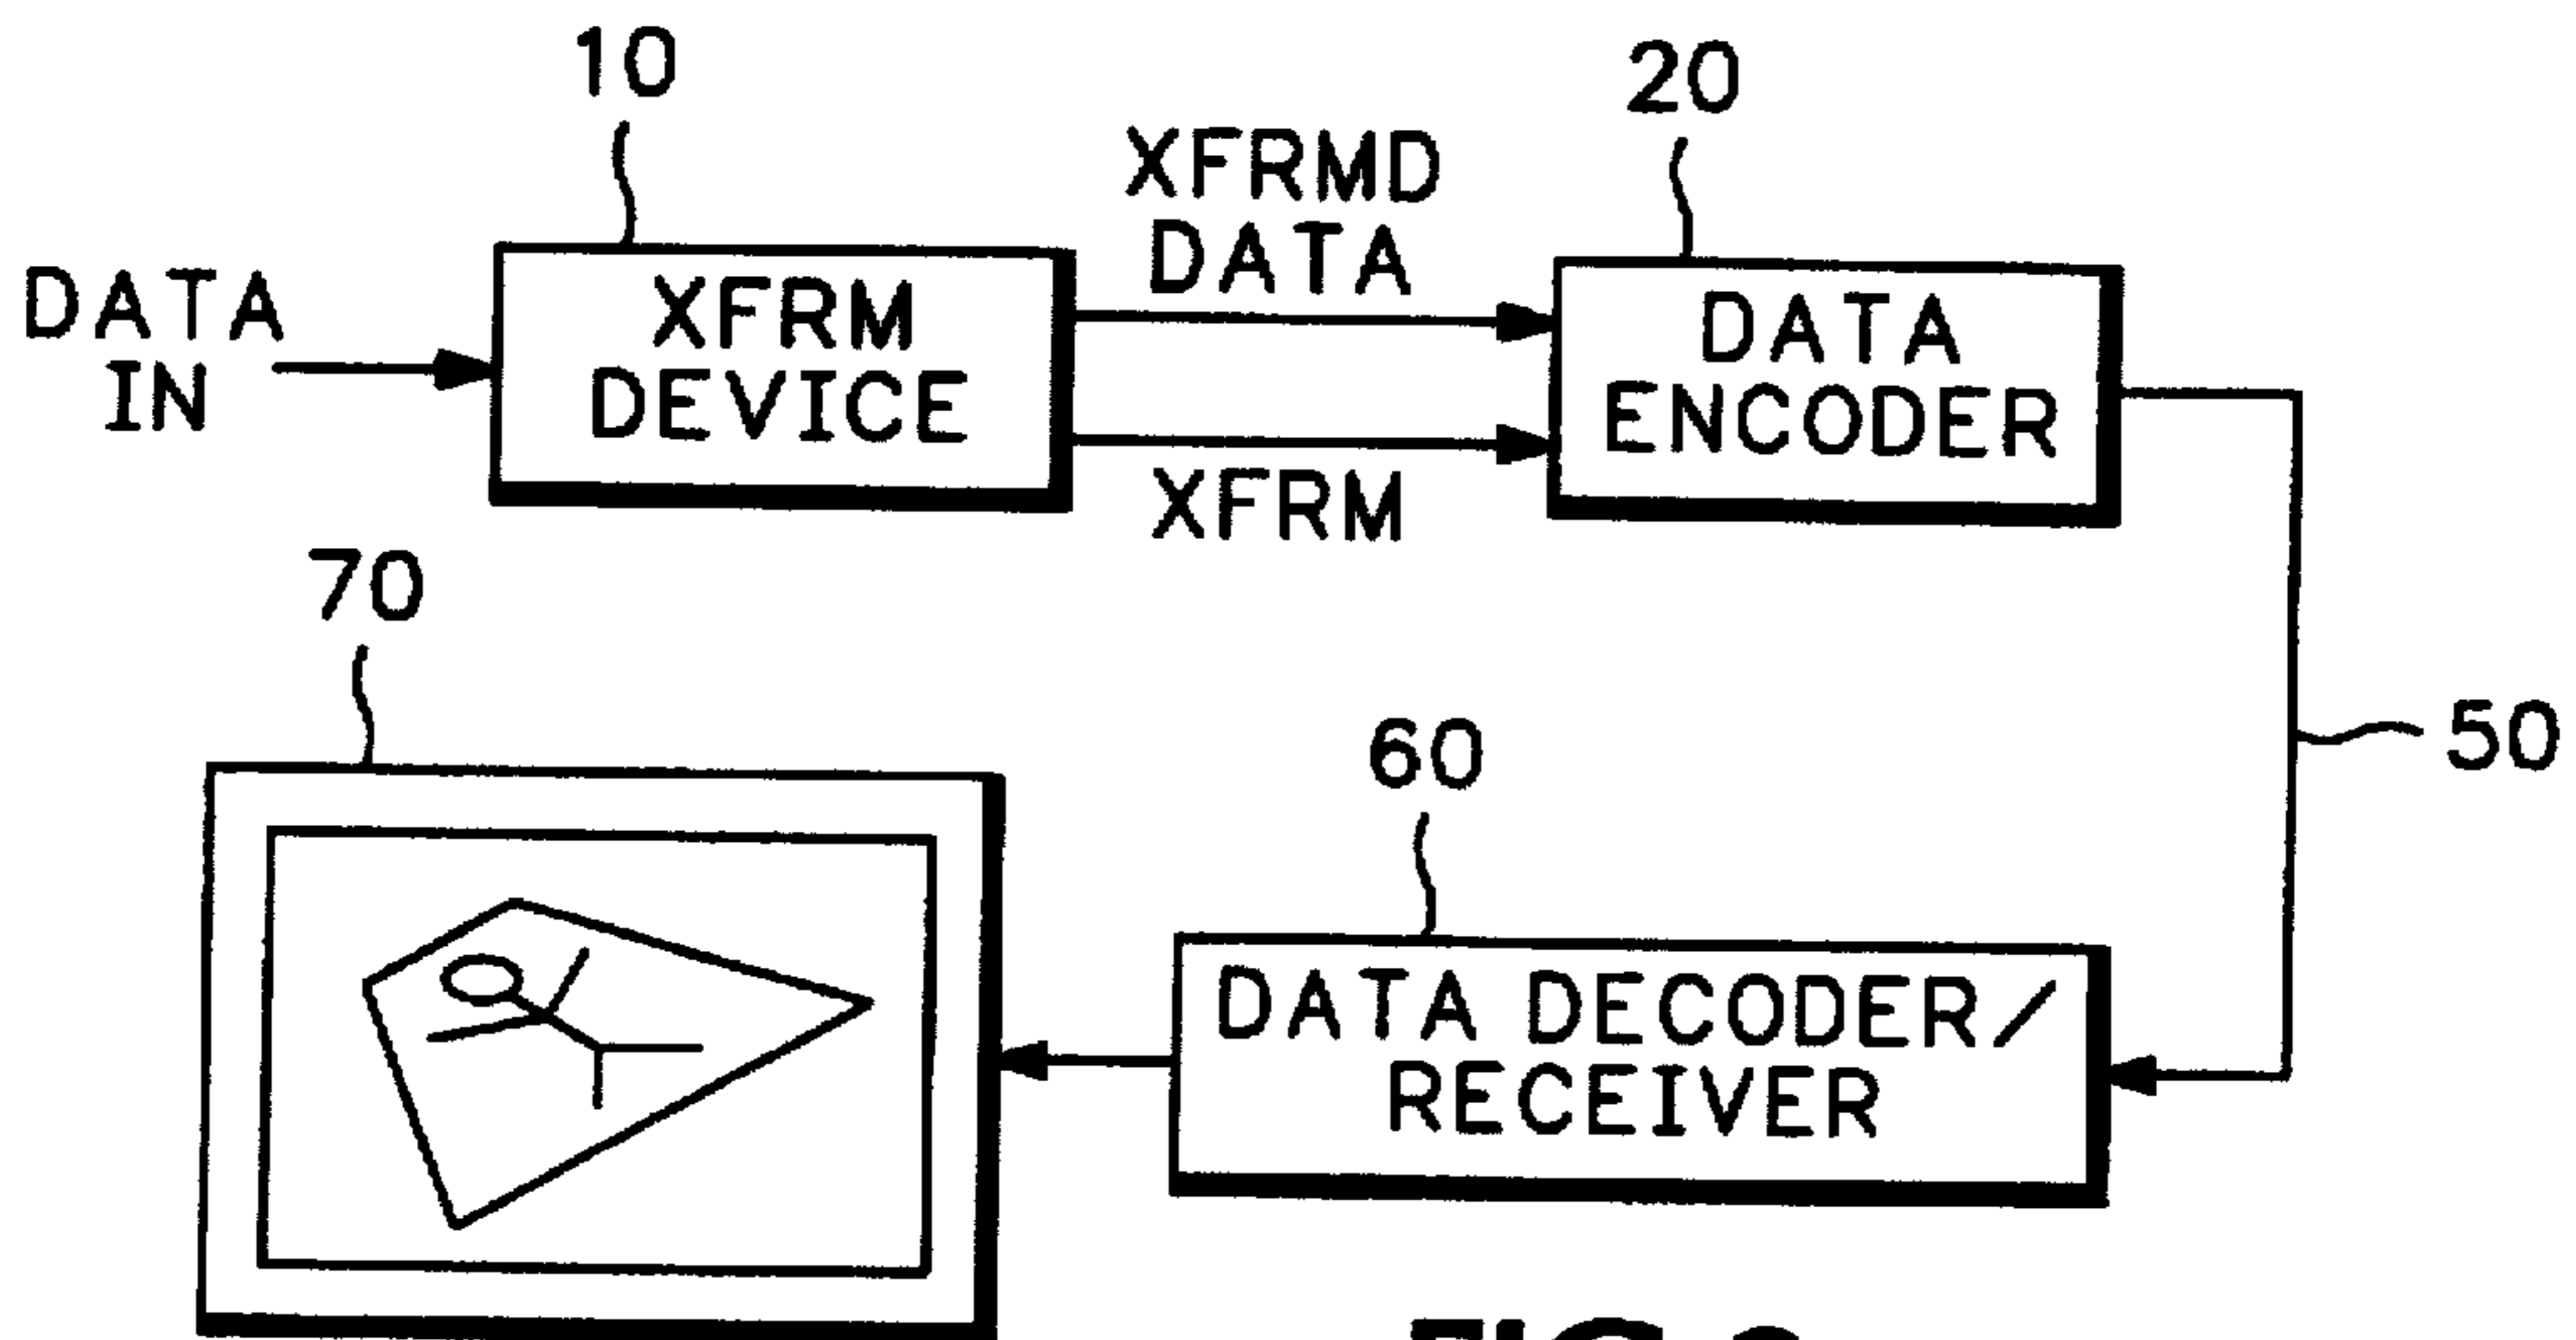 10
20
XFRMD
DATA
DATA
IN
XFRM
DEVICE
DATA
ENCODER
XFRM
70
50
60
DATA DECODER/
RECEIVER